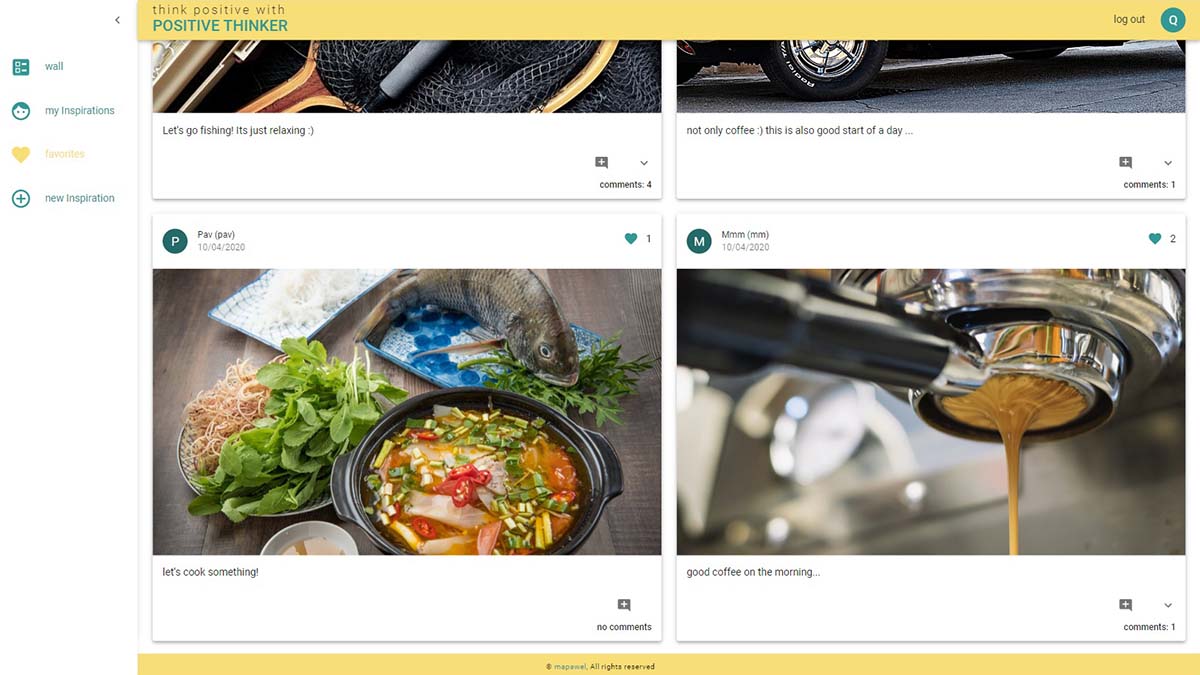 think positive with
POSITIVE THINKER
log out
Q
wall
my Inspirations
favorites
new Inspiration
Radial
Let's go fishing! Its just relaxing :)
comments: 4
not only coffee :) this is also good start of a day ...
comments: 1
P
Pav (pav)
10/04/2020
1
let's cook something!
no comments
M
Mmm (mm)
10/04/2020
2
good coffee on the morning...
comments: 1
© mapewel, All rights reserved